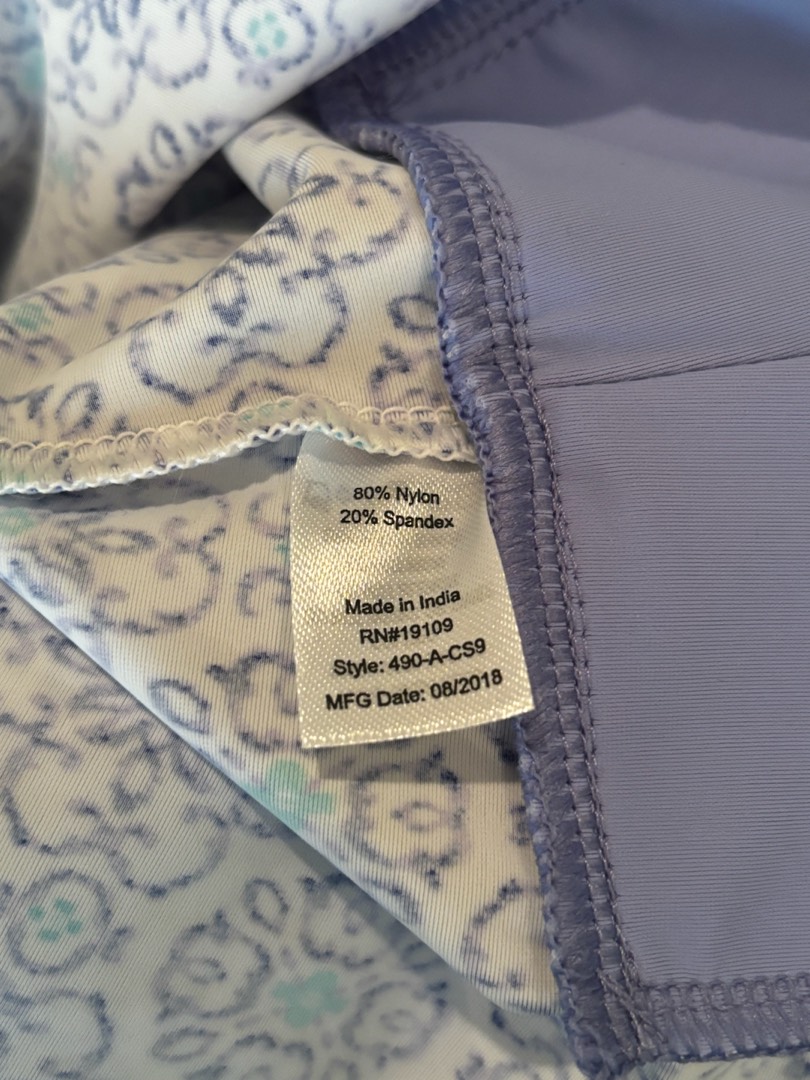 80% Nylon
20% Spandex
Made in India
RN#19109
Style: 490-A-CS9
MFG Date: 08/2018